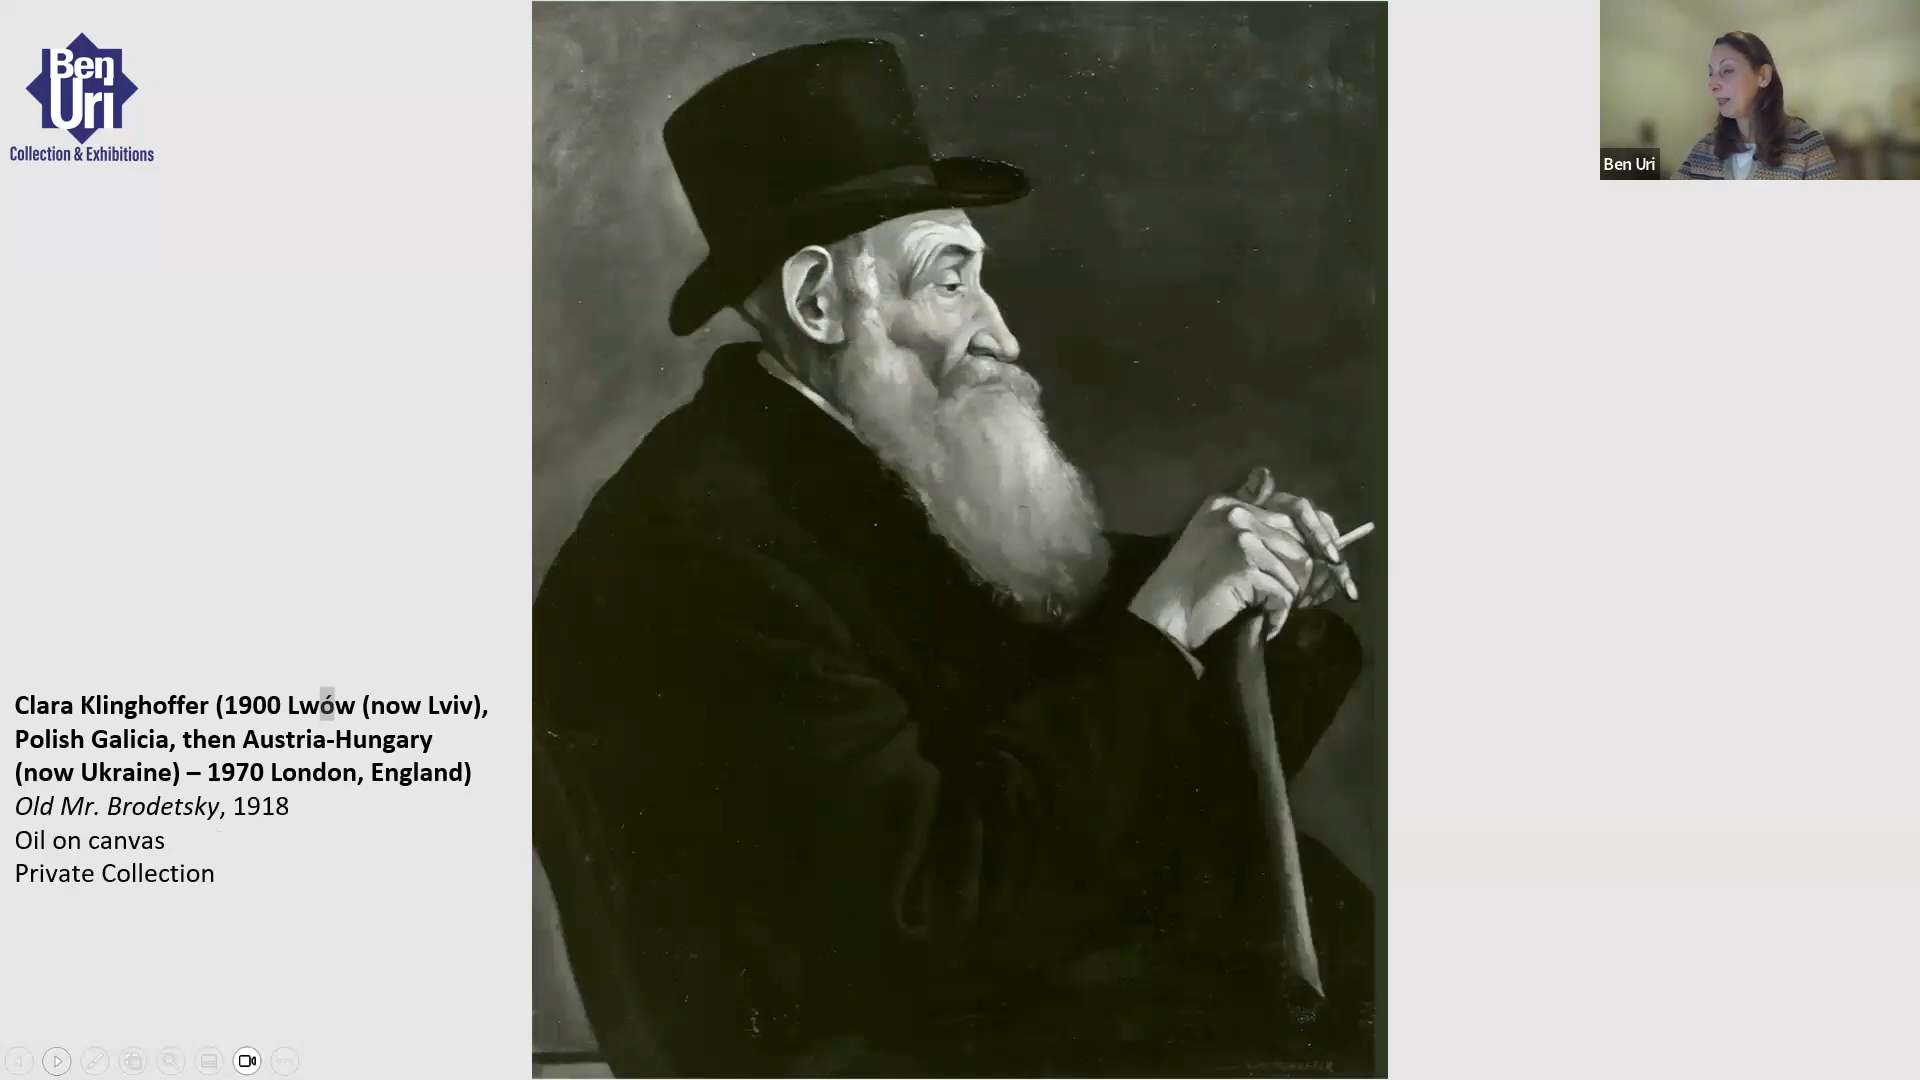 Ben
Uri
Collection & Exhibitions
Ben Uri
Clara Klinghoffer (1900 Lwów (now Lviv),
Polish Galicia, then Austria-Hungary
(now Ukraine) – 1970 London, England)
Old Mr. Brodetsky, 1918
Oil on canvas
Private Collection